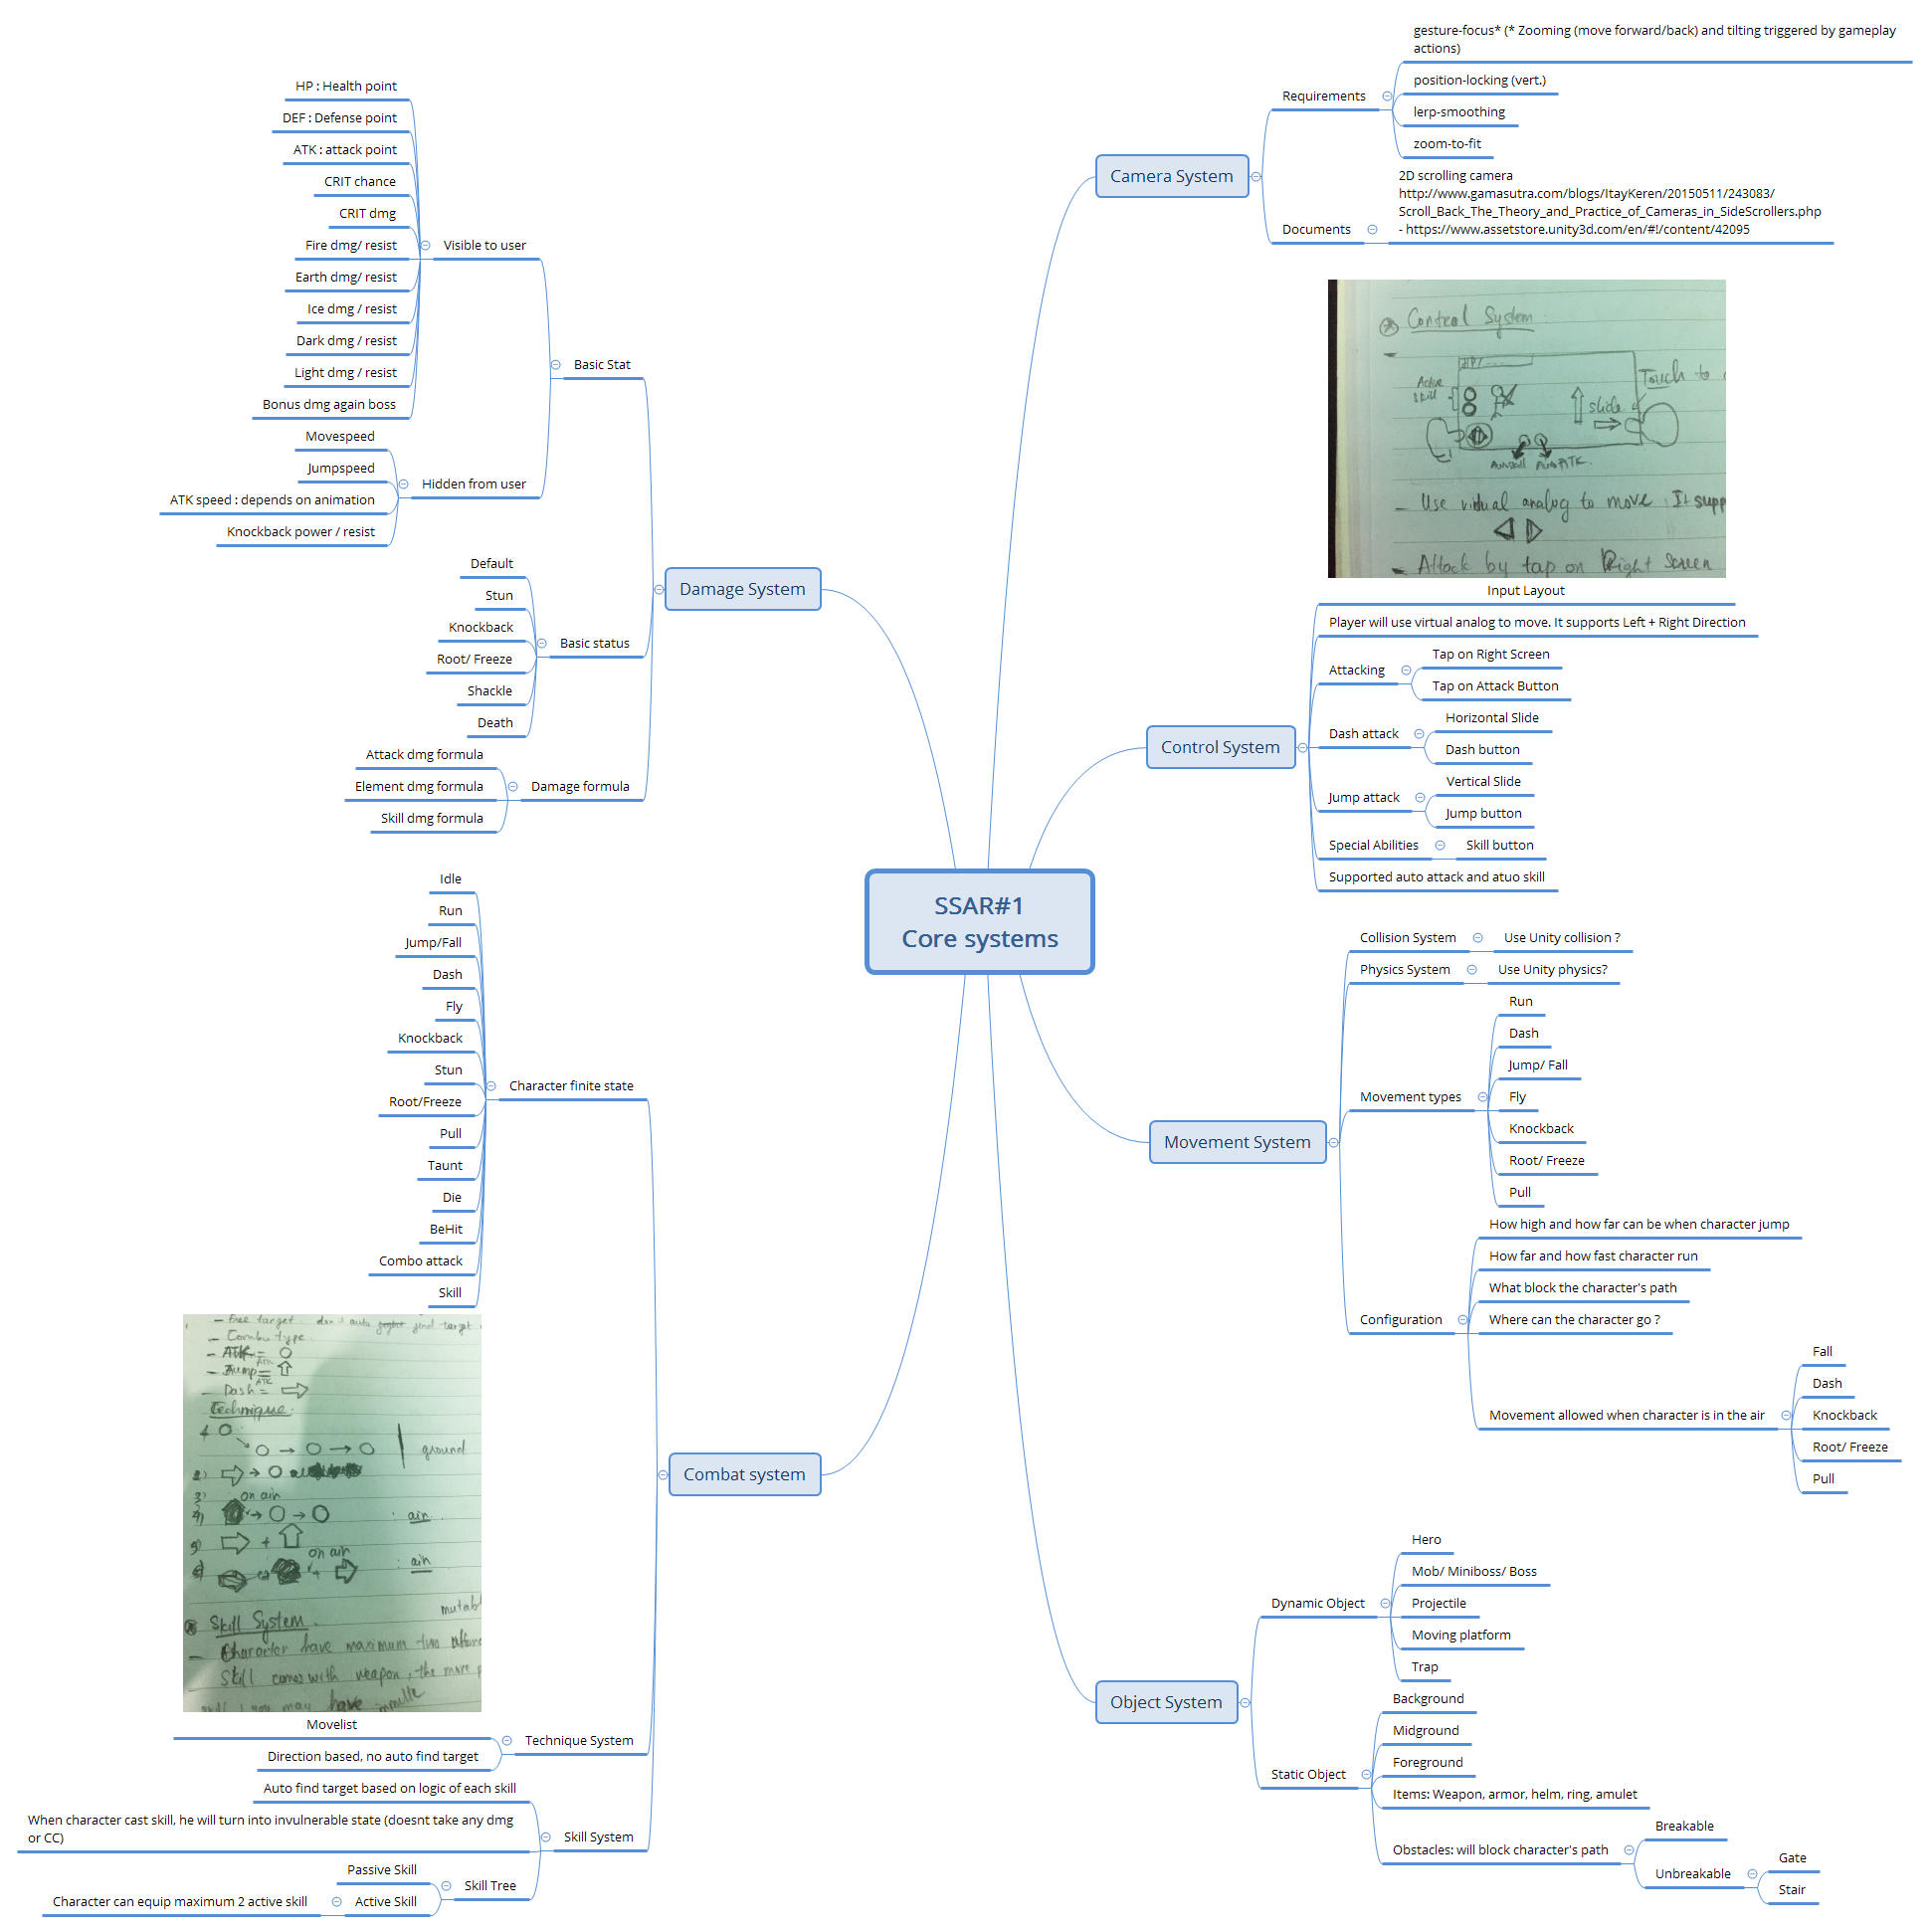 SSAR#1
Core systems
Camera System
Requirements
gesture-focus* (* Zooming (move forward/back) and tilting triggered by gameplay
actions)
position-locking (vert.)
lerp-smoothing
zoom-to-fit
Documents
2D scrolling camera
http://www.gamasutra.com/blogs/ItayKeren/20150511/243083/
Scroll_Back_The_Theory_and_Practice_of_Cameras_in_SideScrollers.php
- https://www.assetstore.unity3d.com/en/#!/content/42095
Control System
Control System
HP/
Active
Skill
Touch to
slide
Auto ATK.
- Use virtual analog to move. It supp
- Attack by tap on Right Screen
Input Layout
Player will use virtual analog to move. It supports Left + Right Direction
Attacking
Tap on Right Screen
Tap on Attack Button
Dash attack
Horizontal Slide
Dash button
Jump attack
Vertical Slide
Jump button
Special Abilities
Skill button
Supported auto attack and atuo skill
Movement System
Collision System
Use Unity collision ?
Physics System
Use Unity physics?
Movement types
Run
Dash
Jump/ Fall
Fly
Knockback
Root/ Freeze
Pull
Configuration
How high and how far can be when character jump
How far and how fast character run
What block the character's path
Where can the character go ?
Movement allowed when character is in the air
Fall
Dash
Knockback
Root/ Freeze
Pull
Object System
Dynamic Object
Hero
Mob/ Miniboss/ Boss
Projectile
Moving platform
Trap
Static Object
Background
Midground
Foreground
Items: Weapon, armor, helm, ring, amulet
Obstacles: will block character's path
Breakable
Unbreakable
Gate
Stair
Damage System
Basic Stat
Visible to user
HP : Health point
DEF : Defense point
ATK : attack point
CRIT chance
CRIT dmg
Fire dmg/ resist
Earth dmg/ resist
Ice dmg / resist
Dark dmg / resist
Light dmg / resist
Bonus dmg again boss
Hidden from user
Movespeed
Jumpspeed
ATK speed : depends on animation
Knockback power / resist
Basic status
Default
Stun
Knockback
Root/ Freeze
Shackle
Death
Damage formula
Attack dmg formula
Element dmg formula
Skill dmg formula
Combat system
Character finite state
Idle
Run
Jump/Fall
Dash
Fly
Knockback
Stun
Root/Freeze
Pull
Taunt
Die
BeHit
Combo attack
Skill
Technique System
- Free target: don't auto find target
- Combo type.
- ATK =
- Jump =
ATK
- Dash =
Technique.
ground
2)
3) on air
4)
: air
5)
on air
: air
Skill System.
mutabl
- Character have maximum two
Skill comes with weapon, the more
you may have
Movelist
Direction based, no auto find target
Skill System
Auto find target based on logic of each skill
When character cast skill, he will turn into invulnerable state (doesnt take any dmg
or CC)
Skill Tree
Passive Skill
Active Skill
Character can equip maximum 2 active skill